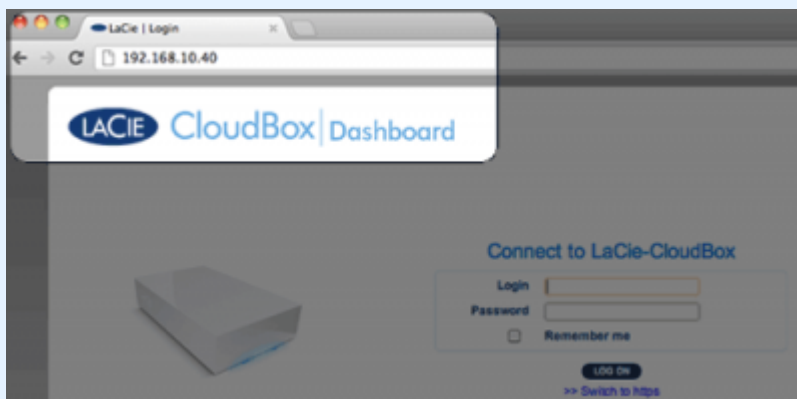 LaCie | Login
192.168.10.40
LACIE CloudBox | Dashboard
Connect to LaCie-CloudBox
Login
Password
Remember me
LOG ON
>> Switch to https